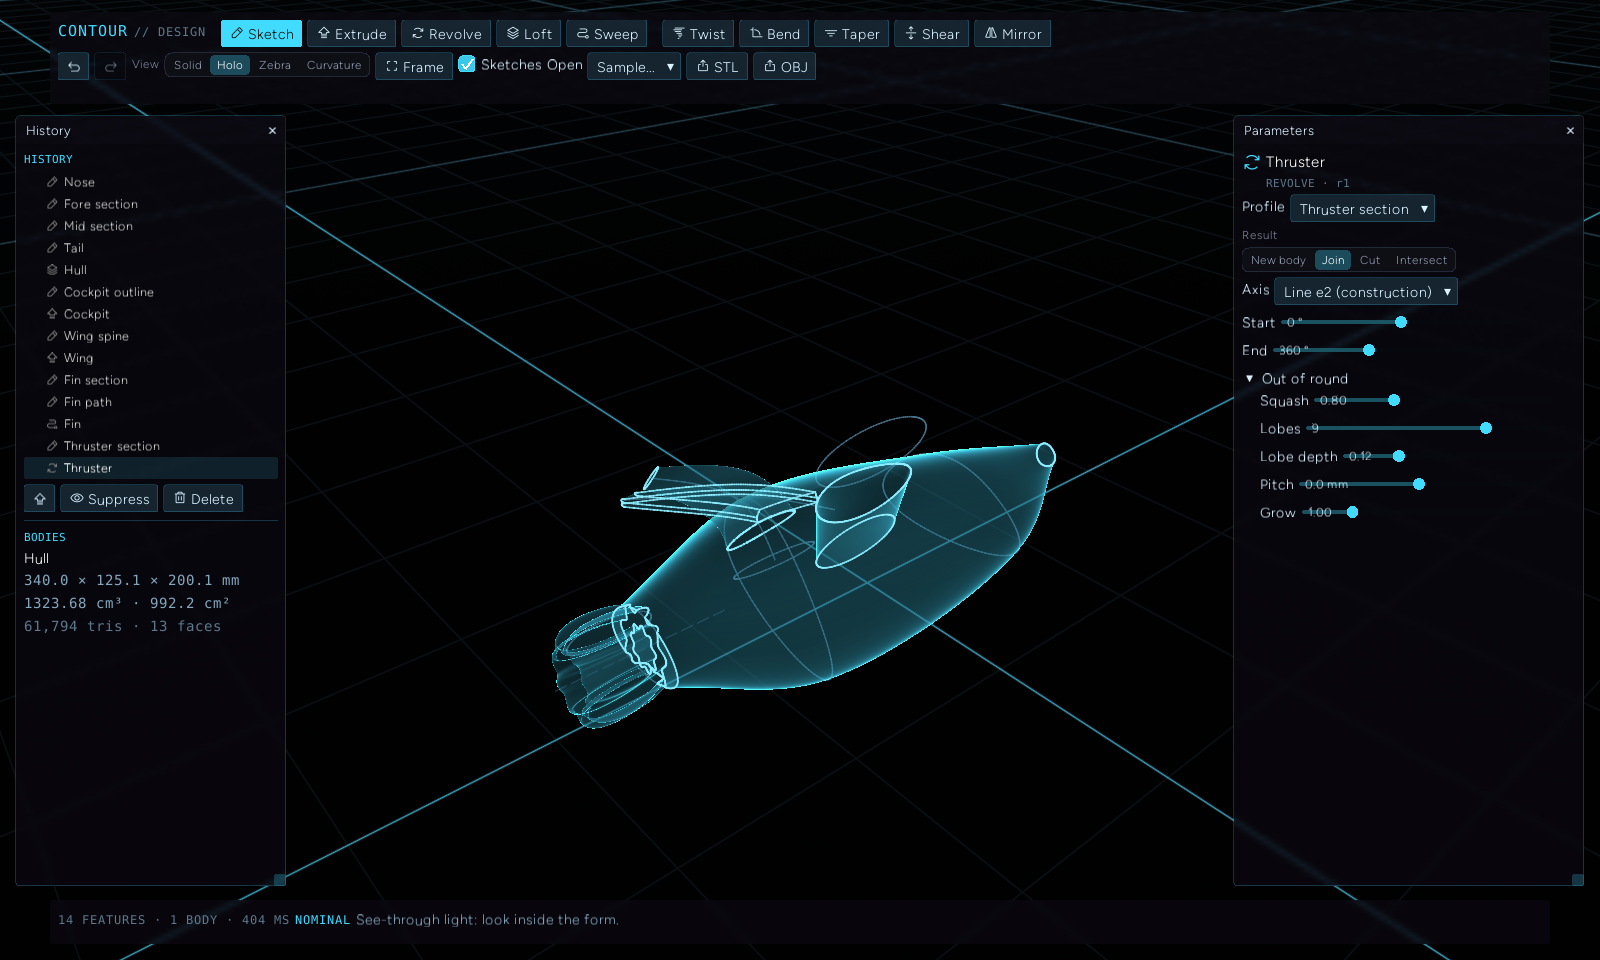 CONTOUR // DESIGN Sketch Extrude Revolve Loft Sweep Twist Bend Taper Shear Mirror
View Solid Holo Zebra Curvature Frame Sketches Open Sample... STL OBJ
History
HISTORY
Nose
Fore section
Mid section
Tail
Hull
Cockpit outline
Cockpit
Wing spine
Wing
Fin section
Fin path
Fin
Thruster section
Thruster
Suppress Delete
BODIES
Hull
340.0 × 125.1 × 200.1 mm
1323.68 cm³ · 992.2 cm²
61,794 tris · 13 faces
Parameters
Thruster
REVOLVE · r1
Profile Thruster section
Result
New body Join Cut Intersect
Axis Line e2 (construction)
Start 0 °
End 360 °
Out of round
Squash 0.80
Lobes 9
Lobe depth 0.12
Pitch 0.0 mm
Grow 1.00
14 FEATURES · 1 BODY · 404 MS NOMINAL See-through light: look inside the form.